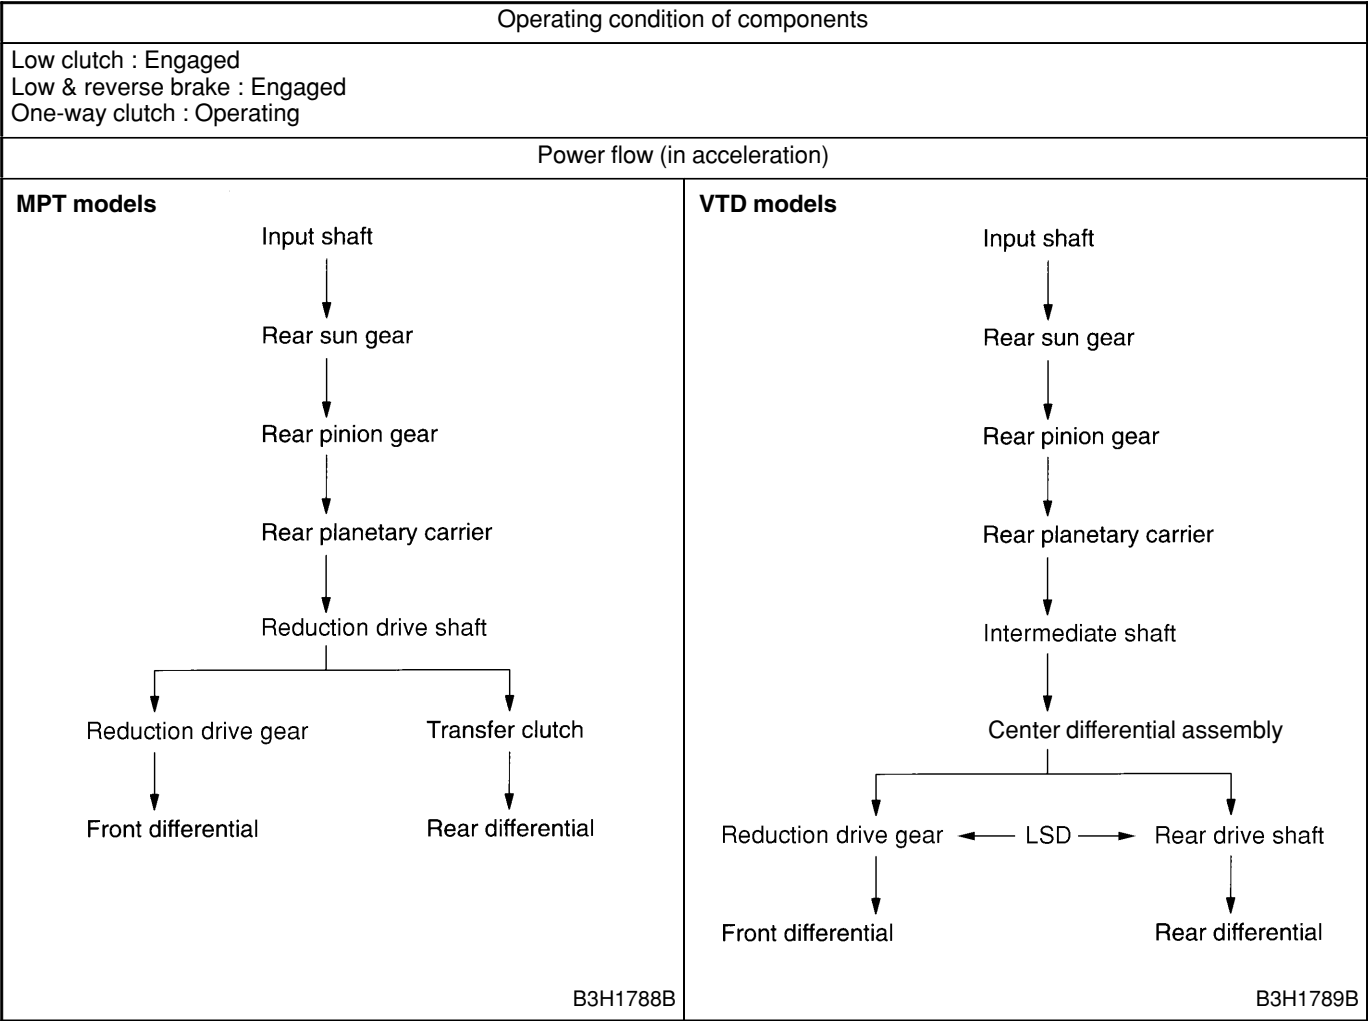 Operating condition of components
Low clutch : Engaged
Low & reverse brake : Engaged
One-way clutch : Operating
Power flow (in acceleration)
MPT models
Input shaft
Rear sun gear
Rear pinion gear
Rear planetary carrier
Reduction drive shaft
Reduction drive gear
Transfer clutch
Front differential
Rear differential
B3H1788B
VTD models
Input shaft
Rear sun gear
Rear pinion gear
Rear planetary carrier
Intermediate shaft
Center differential assembly
Reduction drive gear
LSD
Rear drive shaft
Front differential
Rear differential
B3H1789B